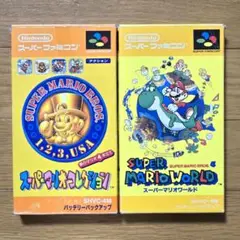 Nintendo
スーパーファミコン
アクション
SUPER MARIO BROS.
1,2,3,USA
スーパーマリオコレクション
SHVC-4M
バッテリーバックアップ
Nintendo
スーパーファミコン
SUPER MARIO BROS. 4
SUPER
MARIO WORLD
スーパーマリオワールド